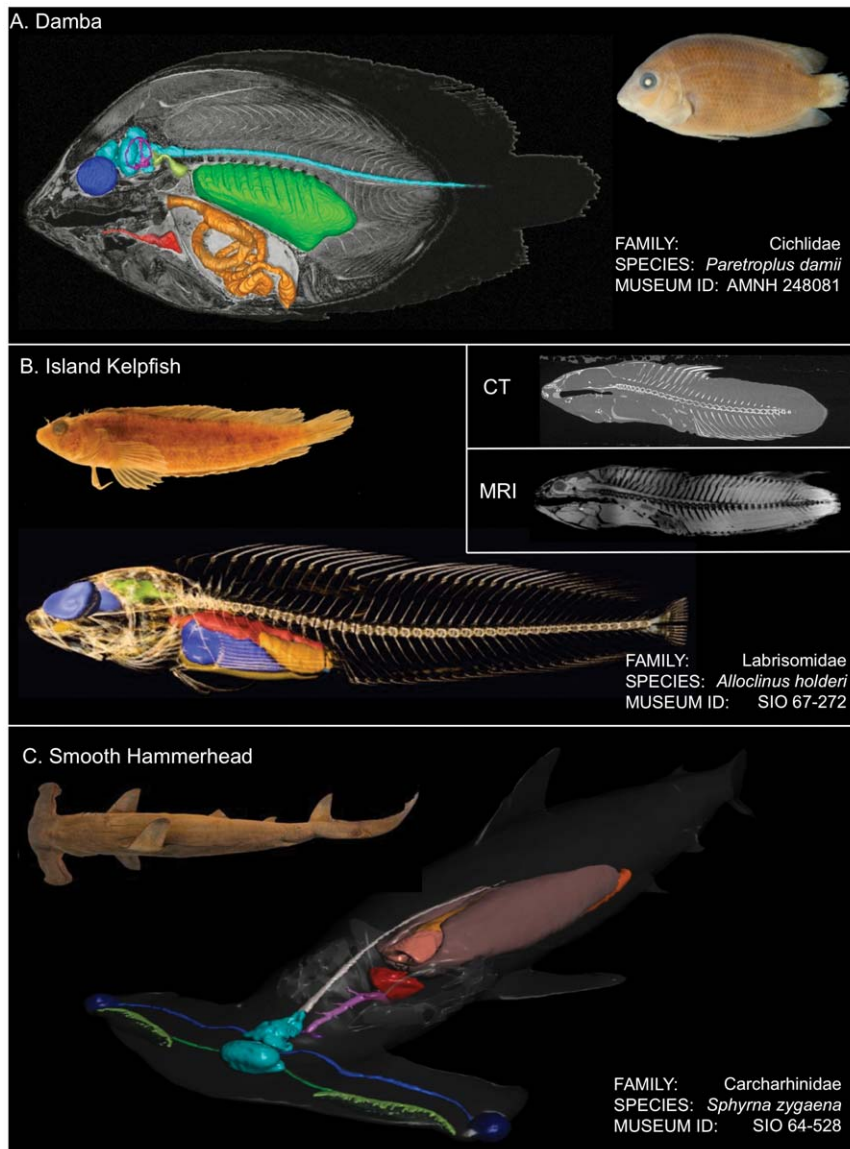 A. Damba
FAMILY: Cichlidae
SPECIES: Paretroplus damii
MUSEUM ID: AMNH 248081
B. Island Kelpfish
CT
MRI
FAMILY: Labrisomidae
SPECIES: Alloclinus holderi
MUSEUM ID: SIO 67-272
C. Smooth Hammerhead
FAMILY: Carcharhinidae
SPECIES: Sphyrna zygaena
MUSEUM ID: SIO 64-528